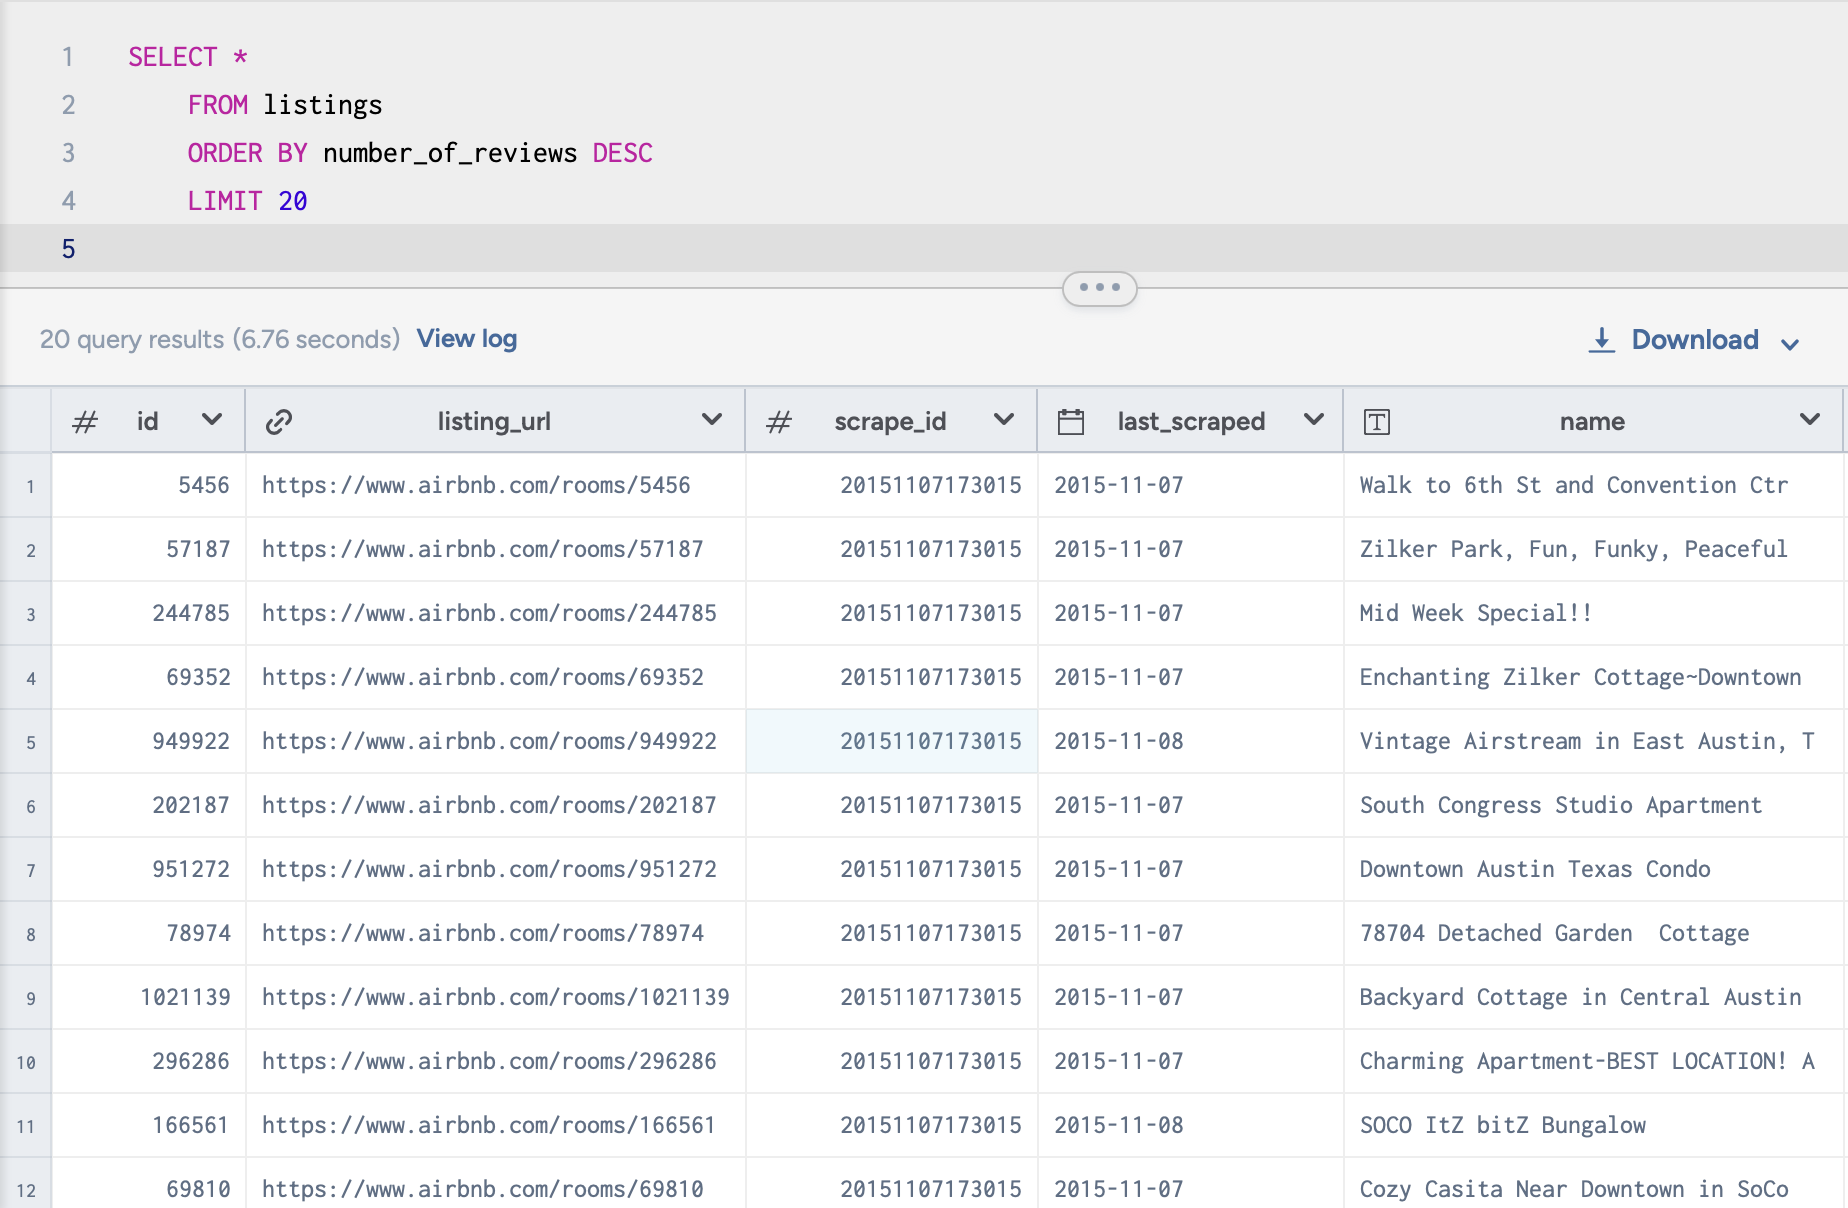 1 SELECT *
2 FROM listings
3 ORDER BY number_of_reviews DESC
4 LIMIT 20
5
20 query results (6.76 seconds) View log Download
# id listing_url # scrape_id last_scraped T name
1 5456 https://www.airbnb.com/rooms/5456 20151107173015 2015-11-07 Walk to 6th St and Convention Ctr
2 57187 https://www.airbnb.com/rooms/57187 20151107173015 2015-11-07 Zilker Park, Fun, Funky, Peaceful
3 244785 https://www.airbnb.com/rooms/244785 20151107173015 2015-11-07 Mid Week Special!!
4 69352 https://www.airbnb.com/rooms/69352 20151107173015 2015-11-07 Enchanting Zilker Cottage~Downtown
5 949922 https://www.airbnb.com/rooms/949922 20151107173015 2015-11-08 Vintage Airstream in East Austin, T
6 202187 https://www.airbnb.com/rooms/202187 20151107173015 2015-11-07 South Congress Studio Apartment
7 951272 https://www.airbnb.com/rooms/951272 20151107173015 2015-11-07 Downtown Austin Texas Condo
8 78974 https://www.airbnb.com/rooms/78974 20151107173015 2015-11-07 78704 Detached Garden  Cottage
9 1021139 https://www.airbnb.com/rooms/1021139 20151107173015 2015-11-07 Backyard Cottage in Central Austin
10 296286 https://www.airbnb.com/rooms/296286 20151107173015 2015-11-07 Charming Apartment-BEST LOCATION! A
11 166561 https://www.airbnb.com/rooms/166561 20151107173015 2015-11-08 SOCO ItZ bitZ Bungalow
12 69810 https://www.airbnb.com/rooms/69810 20151107173015 2015-11-07 Cozy Casita Near Downtown in SoCo